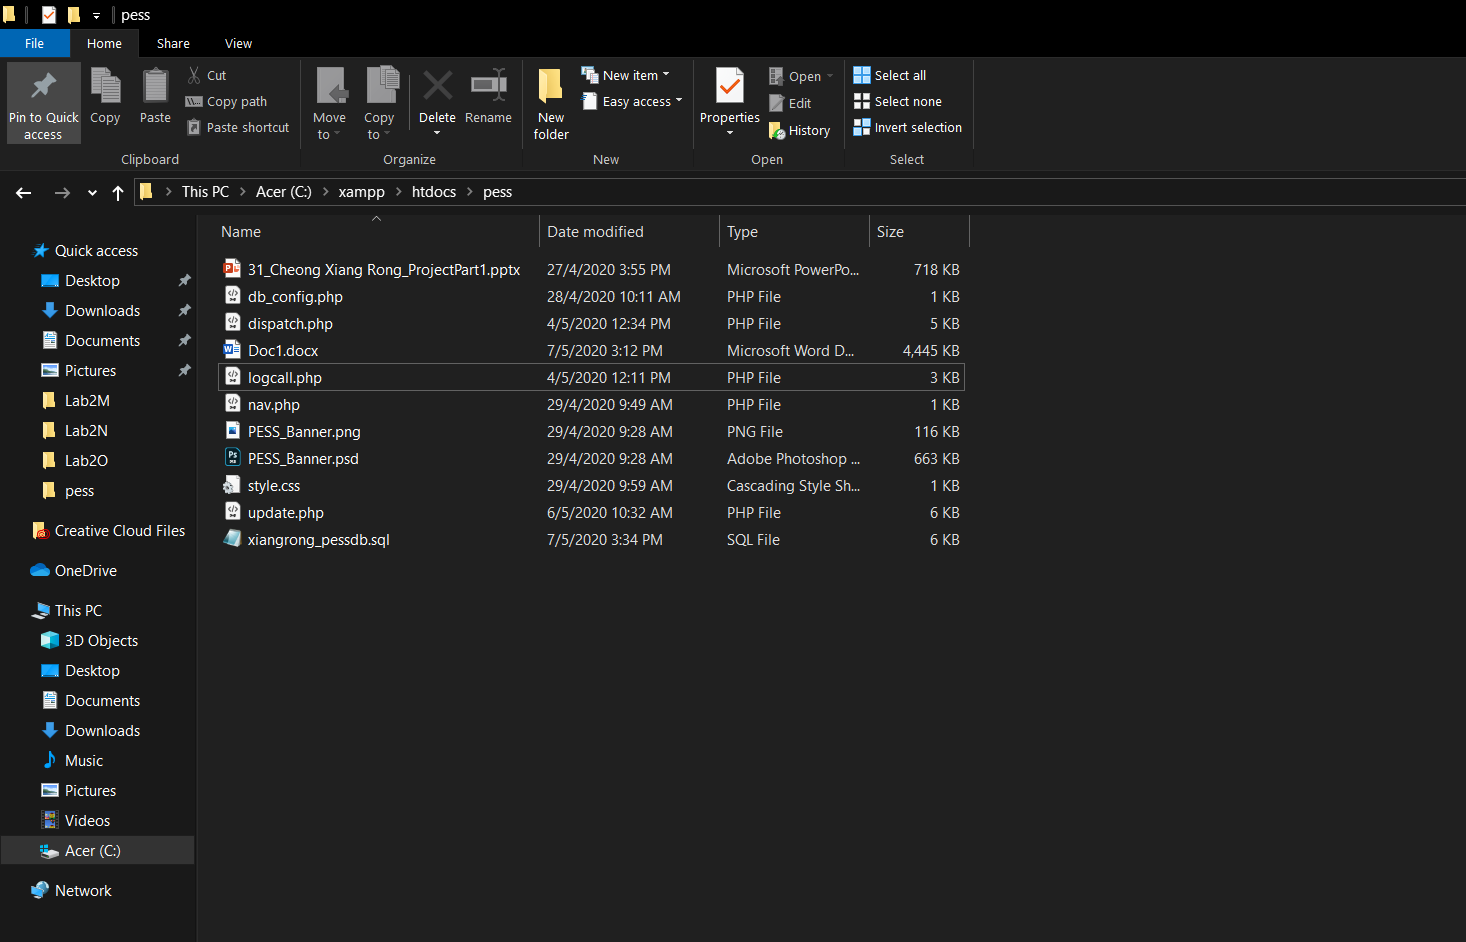 pess
File Home Share View
Pin to Quick access
Copy
Paste
Cut
Copy path
Paste shortcut
Clipboard
Move to
Copy to
Delete
Rename
Organize
New folder
New item
Easy access
New
Properties
Open
Edit
History
Open
Select all
Select none
Invert selection
Select
This PC > Acer (C:) > xampp > htdocs > pess
Name Date modified Type Size
31_Cheong Xiang Rong_ProjectPart1.pptx 27/4/2020 3:55 PM Microsoft PowerPo... 718 KB
db_config.php 28/4/2020 10:11 AM PHP File 1 KB
dispatch.php 4/5/2020 12:34 PM PHP File 5 KB
Doc1.docx 7/5/2020 3:12 PM Microsoft Word D... 4,445 KB
logcall.php 4/5/2020 12:11 PM PHP File 3 KB
nav.php 29/4/2020 9:49 AM PHP File 1 KB
PESS_Banner.png 29/4/2020 9:28 AM PNG File 116 KB
PESS_Banner.psd 29/4/2020 9:28 AM Adobe Photoshop ... 663 KB
style.css 29/4/2020 9:59 AM Cascading Style Sh... 1 KB
update.php 6/5/2020 10:32 AM PHP File 6 KB
xiangrong_pessdb.sql 7/5/2020 3:34 PM SQL File 6 KB
Quick access
Desktop
Downloads
Documents
Pictures
Lab2M
Lab2N
Lab2O
pess
Creative Cloud Files
OneDrive
This PC
3D Objects
Desktop
Documents
Downloads
Music
Pictures
Videos
Acer (C:)
Network